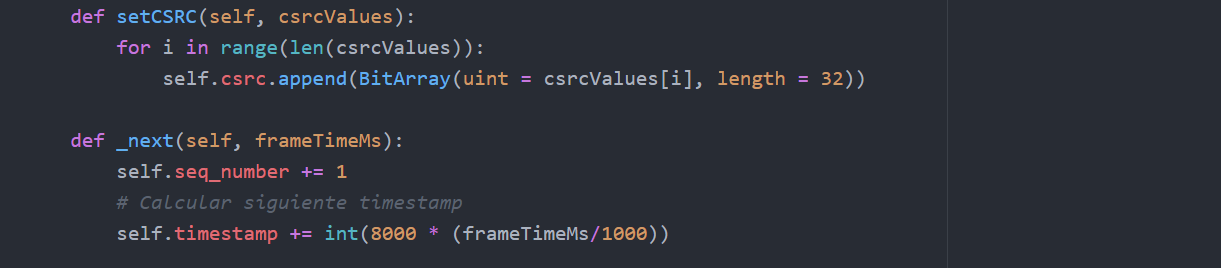 def setCSRC(self, csrcValues):
for i in range(len(csrcValues)):
self.csrc.append(BitArray(uint = csrcValues[i], length = 32))
def _next(self, frameTimeMs):
self.seq_number += 1
# Calcular siguiente timestamp
self.timestamp += int(8000 * (frameTimeMs/1000))